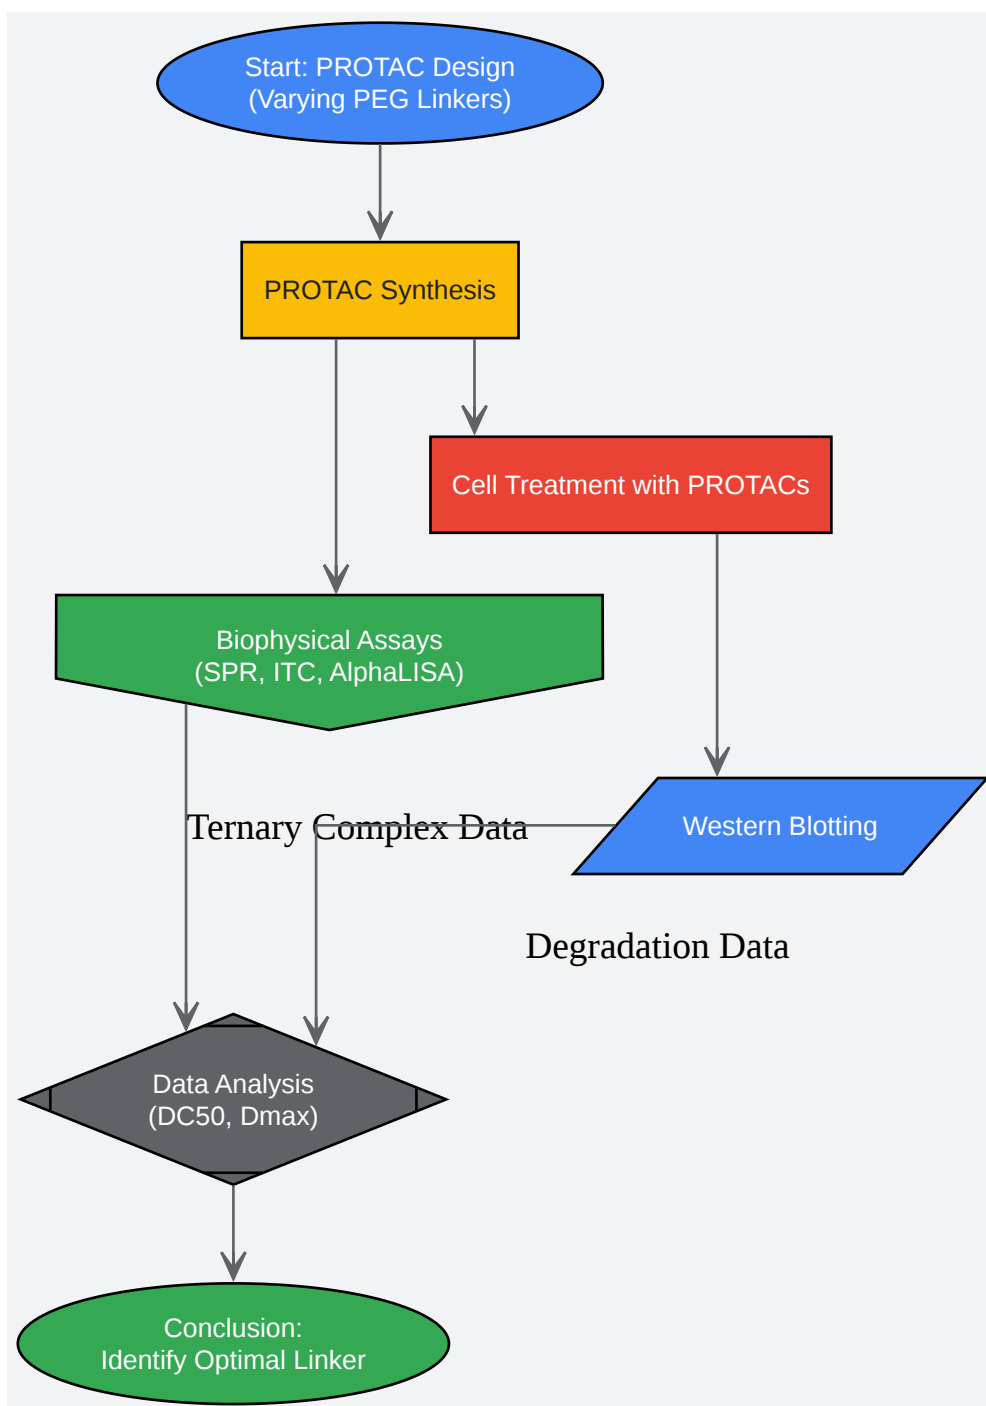 Start: PROTAC Design
(Varying PEG Linkers)
PROTAC Synthesis
Cell Treatment with PROTACs
Biophysical Assays
(SPR, ITC, AlphaLISA)
Ternary Complex Data
Western Blotting
Degradation Data
Data Analysis
(DC50, Dmax)
Conclusion:
Identify Optimal Linker